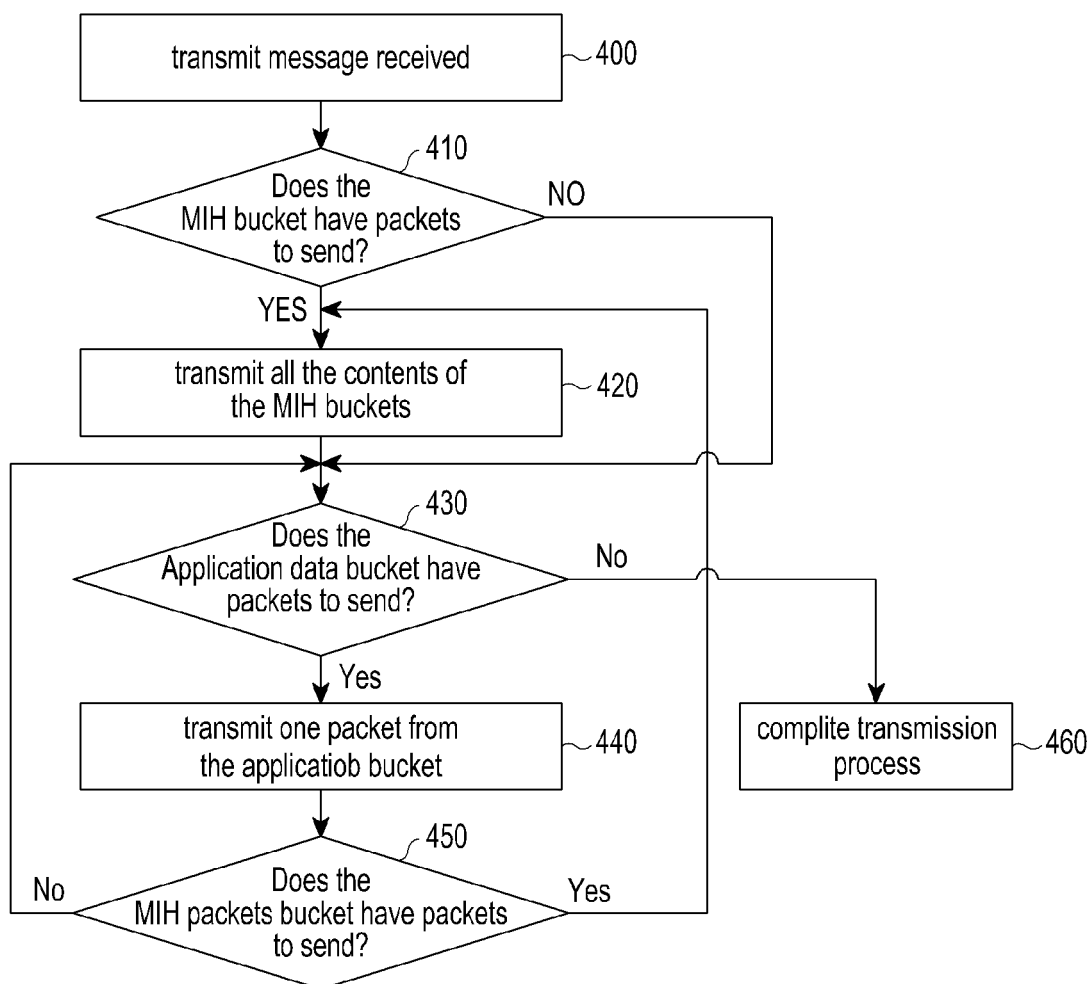 transmit message received
400
410
Does the
MIH bucket have packets
to send?
NO
YES
transmit all the contents of
the MIH buckets
420
430
Does the
Application data bucket have
packets to send?
No
Yes
transmit one packet from
the applicatiob bucket
440
complite transmission
process
460
450
Does the
MIH packets bucket have packets
to send?
No
Yes